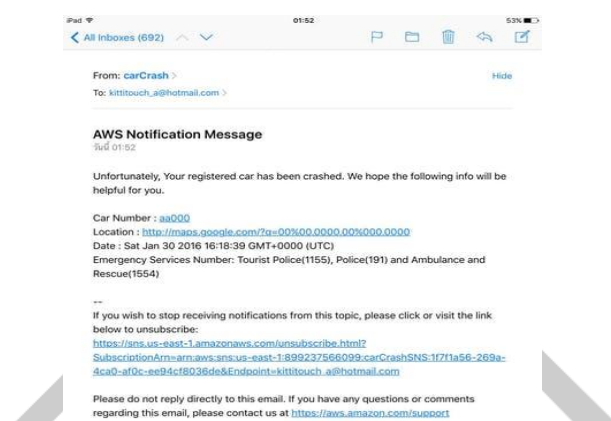 iPad 01:52 53%
All Inboxes (692)
From: carCrash Hide
To: kittitouch_a@hotmail.com
AWS Notification Message
วันนี้ 01:52
Unfortunately, Your registered car has been crashed. We hope the following info will be
helpful for you.
Car Number : aa000
Location : http://maps.google.com/?q=00%00.0000,00%000.0000
Date : Sat Jan 30 2016 16:18:39 GMT+0000 (UTC)
Emergency Services Number: Tourist Police(1155), Police(191) and Ambulance and
Rescue(1554)
--
If you wish to stop receiving notifications from this topic, please click or visit the link
below to unsubscribe:
https://sns.us-east-1.amazonaws.com/unsubscribe.html?
SubscriptionArn=arn:aws:sns:us-east-1:899237566099:carCrashSNS:1f7f1a56-269a-
4ca0-af0c-ee94cf8036de&Endpoint=kittitouch_a@hotmail.com
Please do not reply directly to this email. If you have any questions or comments
regarding this email, please contact us at https://aws.amazon.com/support